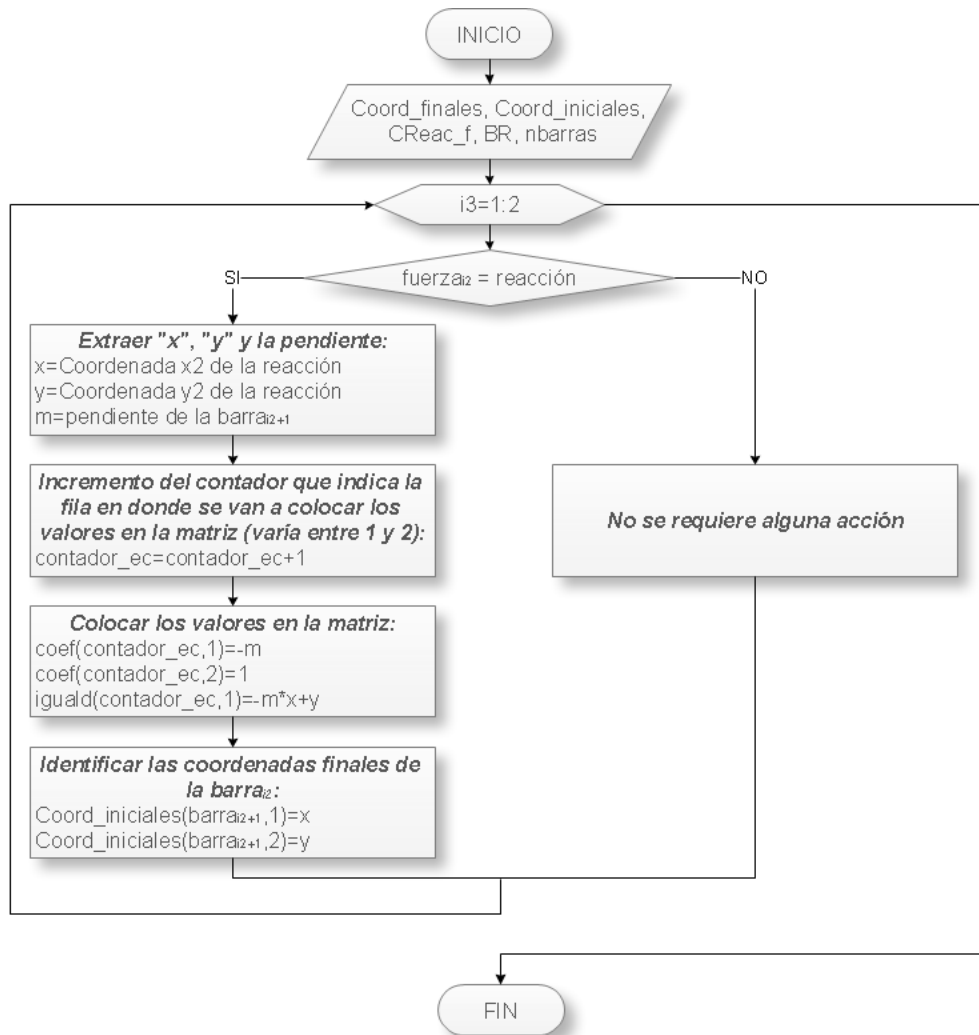 INICIO
Coord_finales, Coord_iniciales,
CReac_f, BR, nbarras
i3=1:2
fuerzai2 = reacción
SI
NO
Extraer "x", "y" y la pendiente:
x=Coordenada x2 de la reacción
y=Coordenada y2 de la reacción
m=pendiente de la barrai2+1
Incremento del contador que indica la
fila en donde se van a colocar los
valores en la matriz (varía entre 1 y 2):
contador_ec=contador_ec+1
No se requiere alguna acción
Colocar los valores en la matriz:
coef(contador_ec,1)=-m
coef(contador_ec,2)=1
iguald(contador_ec,1)=-m*x+y
Identificar las coordenadas finales de
la barrai2:
Coord_iniciales(barrai2+1,1)=x
Coord_iniciales(barrai2+1,2)=y
FIN